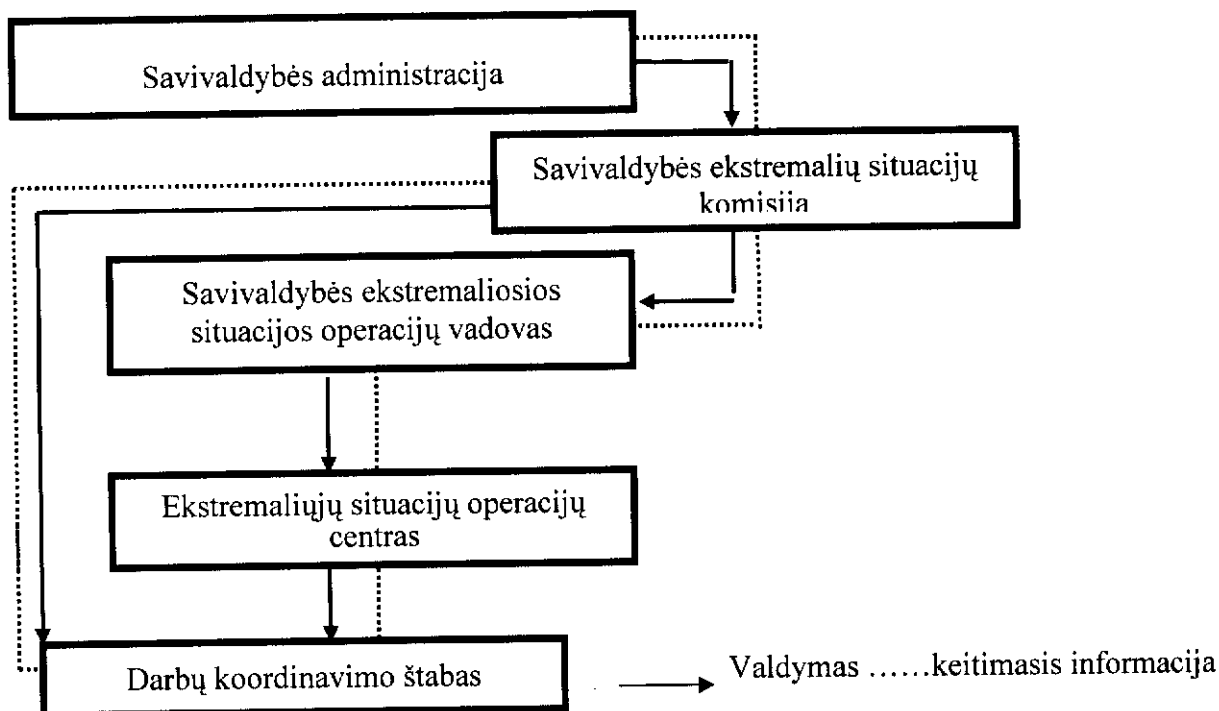 Savivaldybės administracija
Savivaldybės ekstremalių situacijų
komisija
Savivaldybės ekstremaliosios
situacijos operacijų vadovas
Ekstremaliųjų situacijų operacijų
centras
Darbų koordinavimo štabas
Valdymas ......keitimasis informacija